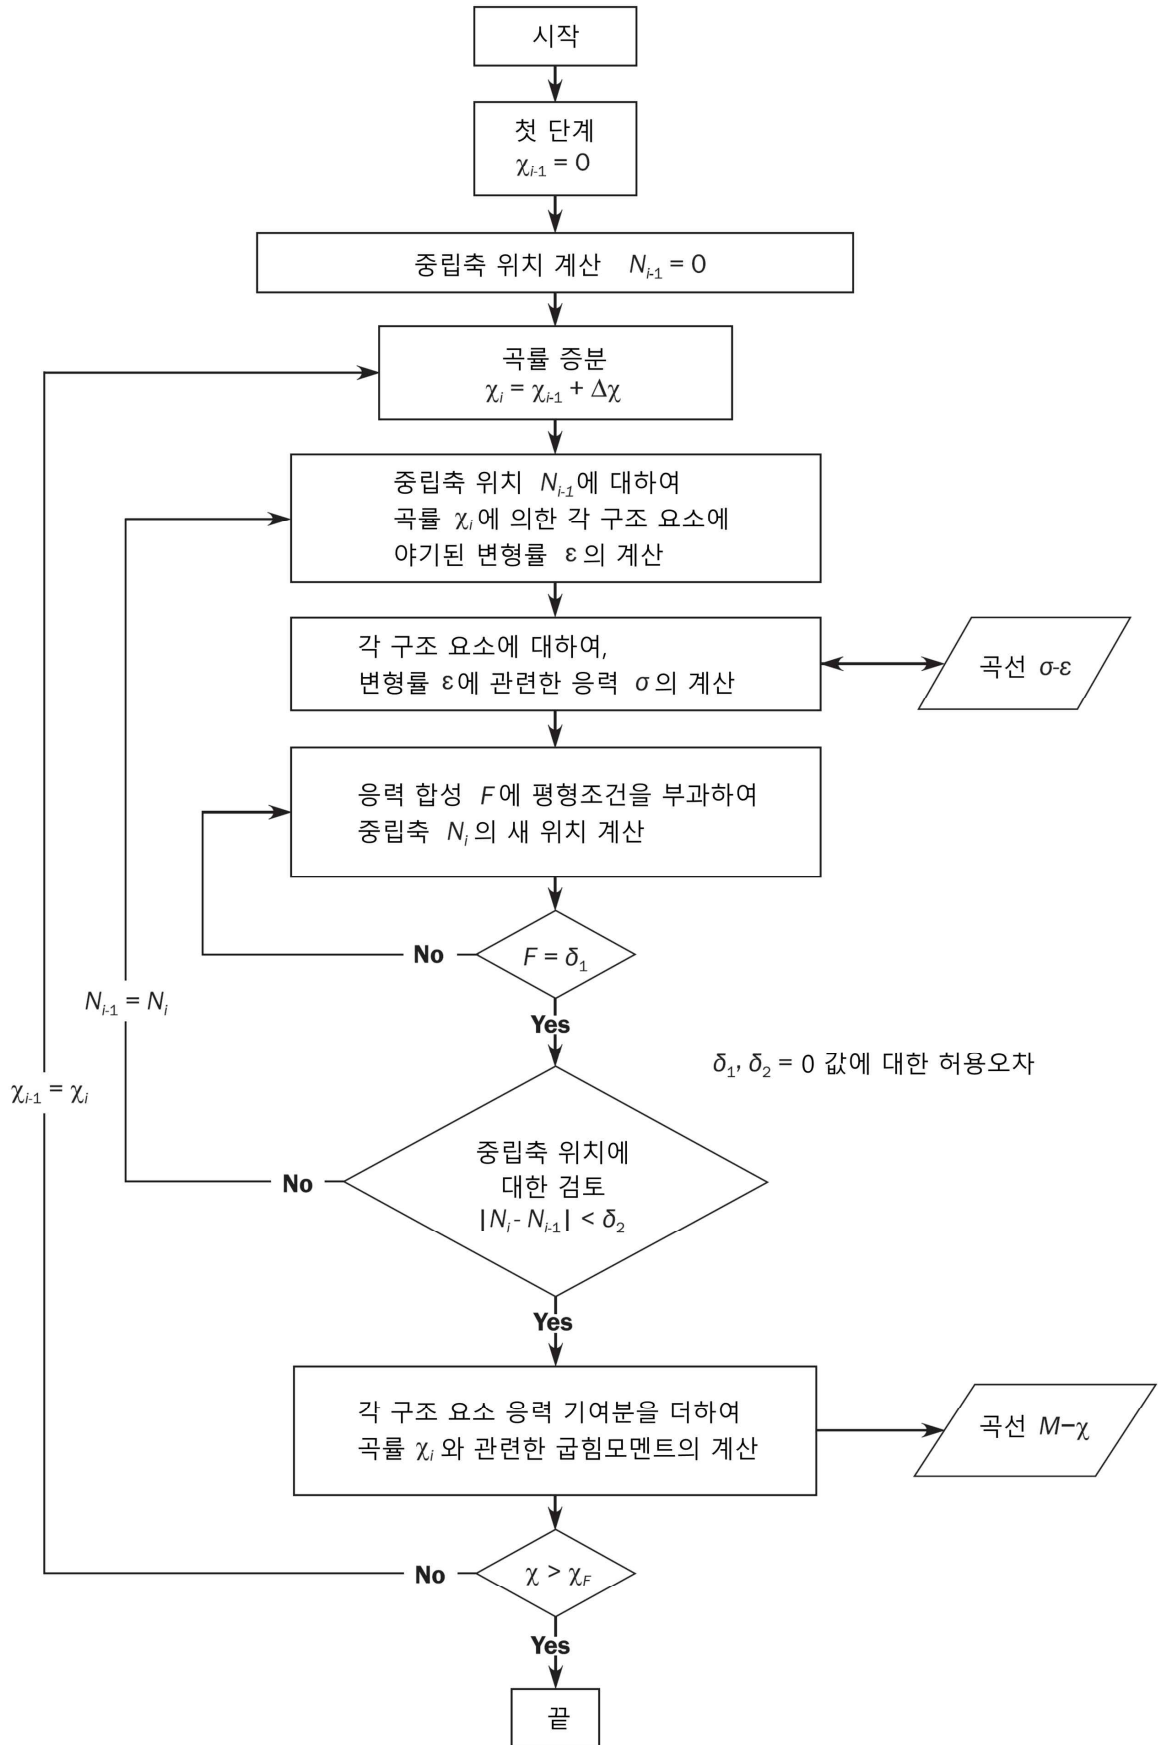 시작
첫 단계
χi-1 = 0
중립축 위치 계산 Ni-1 = 0
곡률 증분
χi = χi-1 + Δχ
중립축 위치 Ni-1에 대하여
곡률 χi에 의한 각 구조 요소에
야기된 변형률 ε의 계산
각 구조 요소에 대하여,
변형률 ε에 관련한 응력 σ의 계산
곡선 σ-ε
응력 합성 F에 평형조건을 부과하여
중립축 Ni의 새 위치 계산
No
F = δ1
Ni-1 = Ni
Yes
δ1, δ2 = 0 값에 대한 허용오차
χi-1 = χi
중립축 위치에
대한 검토
|Ni - Ni-1| < δ2
No
Yes
각 구조 요소 응력 기여분을 더하여
곡률 χi와 관련한 굽힘모멘트의 계산
곡선 M–χ
No
χ > χF
Yes
끝